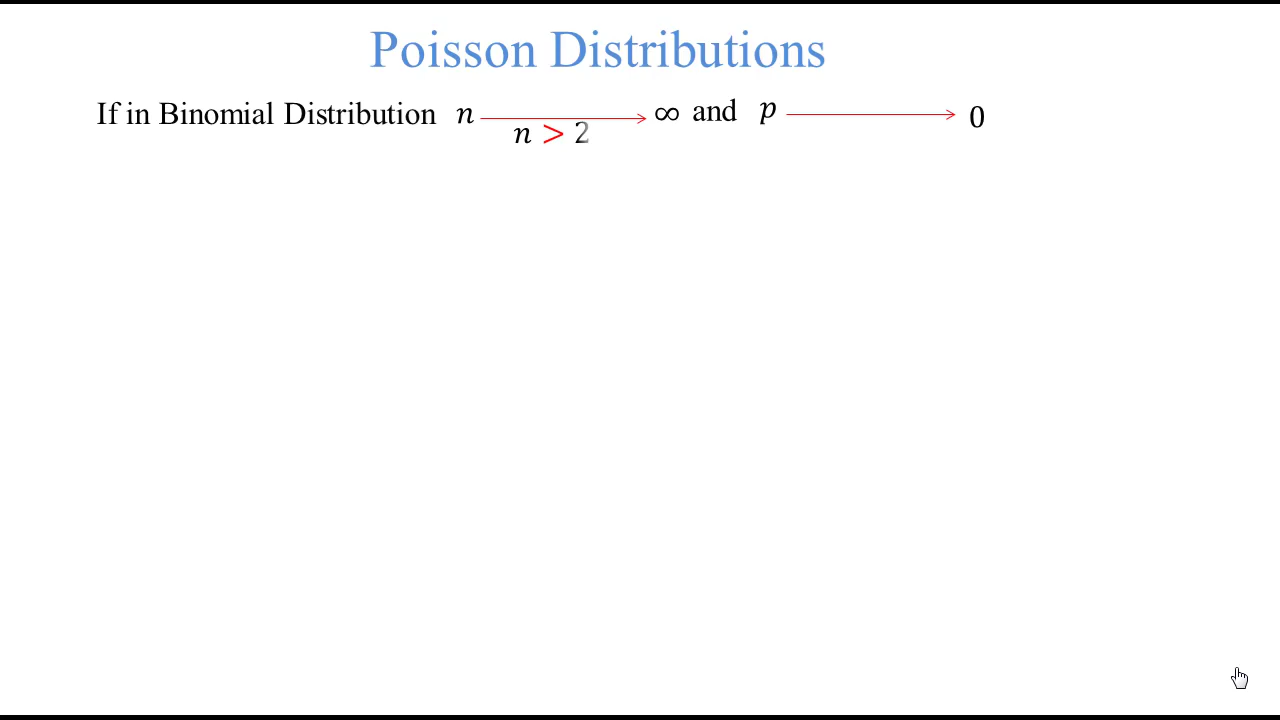 Poisson Distributions
If in Binomial Distribution n ⟶ ∞ and p ⟶ 0
n > 2